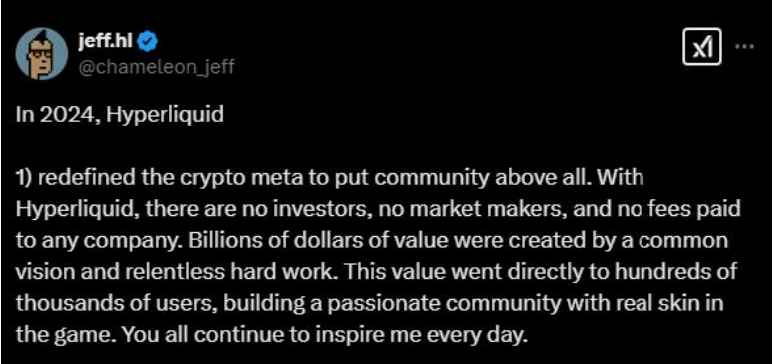 jeff.hl
@chameleon_jeff
In 2024, Hyperliquid
1) redefined the crypto meta to put community above all. With
Hyperliquid, there are no investors, no market makers, and no fees paid
to any company. Billions of dollars of value were created by a common
vision and relentless hard work. This value went directly to hundreds of
thousands of users, building a passionate community with real skin in
the game. You all continue to inspire me every day.